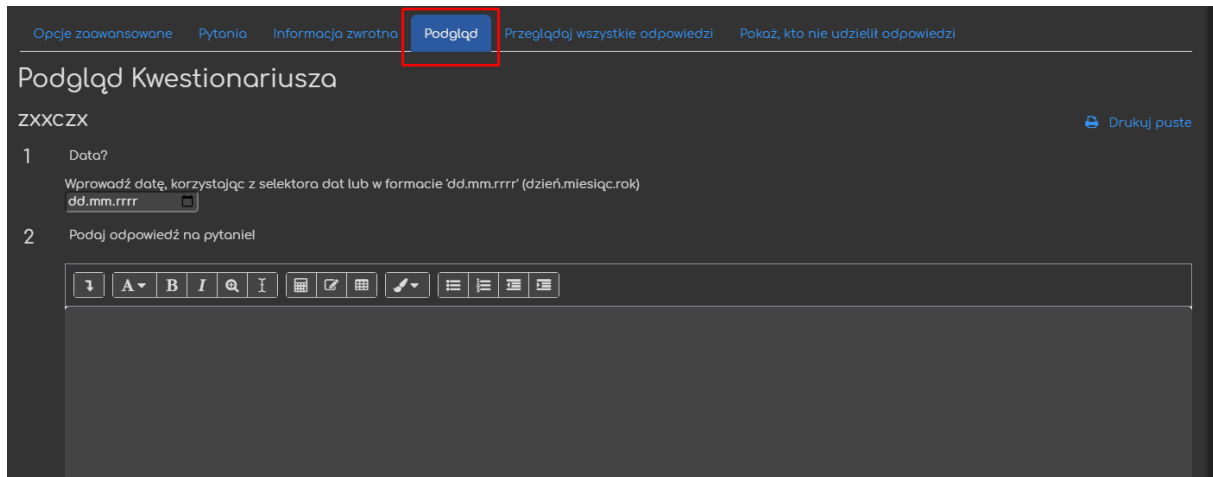 Opcje zaawansowane Pytania Informacja zwrotna Podgląd Przeglądaj wszystkie odpowiedzi Pokaż, kto nie udzielił odpowiedzi
Podgląd Kwestionariusza
zxxczx
Drukuj puste
1 Data?
Wprowadź datę, korzystając z selektora dat lub w formacie 'dd.mm.rrrr' (dzień.miesiąc.rok)
dd.mm.rrrr
2 Podaj odpowiedź na pytanie!
A B I